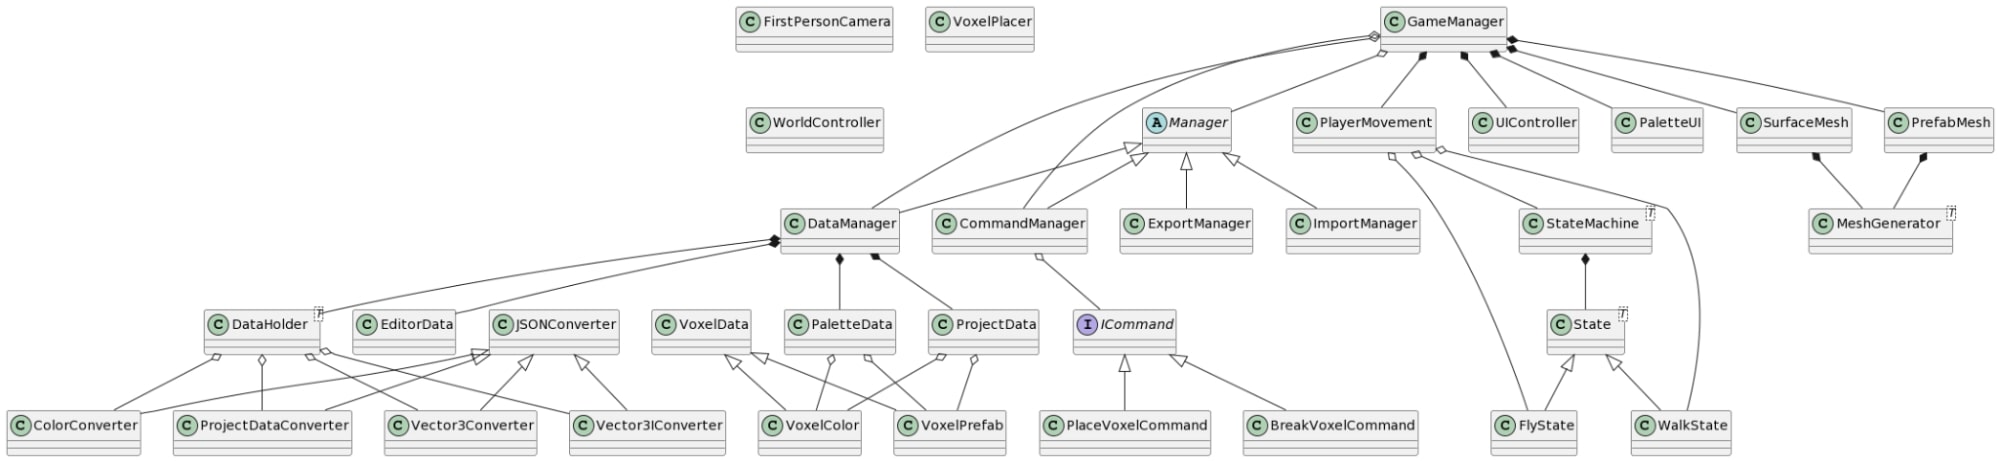 C FirstPersonCamera
C VoxelPlacer
C GameManager
C WorldController
A Manager
C PlayerMovement
C UIController
C PaletteUI
C SurfaceMesh
C PrefabMesh
C DataManager
C CommandManager
C ExportManager
C ImportManager
C StateMachine T
C MeshGenerator T
C DataHolder T
C EditorData
C JSONConverter
C VoxelData
C PaletteData
C ProjectData
I ICommand
C State T
C ColorConverter
C ProjectDataConverter
C Vector3Converter
C Vector3IConverter
C VoxelColor
C VoxelPrefab
C PlaceVoxelCommand
C BreakVoxelCommand
C FlyState
C WalkState